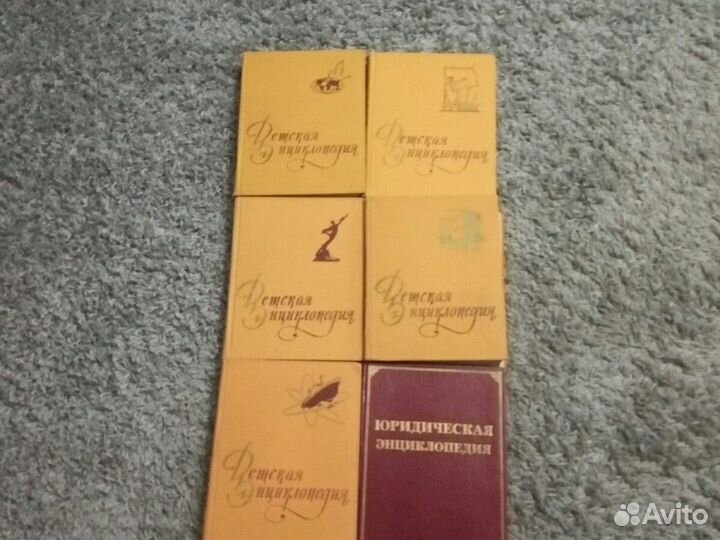 Детская
Энциклопедия
Детская
Энциклопедия
Детская
Энциклопедия
Детская
Энциклопедия
Детская
Энциклопедия
ЮРИДИЧЕСКАЯ
ЭНЦИКЛОПЕДИЯ
Avito